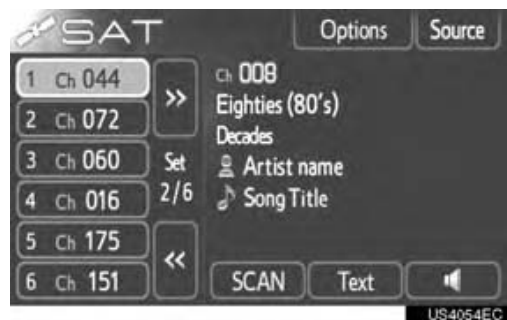 SAT
Options
Source
1 Ch 044
2 Ch 072
3 Ch 060
4 Ch 016
5 Ch 175
6 Ch 151
»
Set
2/6
«
Ch 008
Eighties (80's)
Decades
Artist name
Song Title
SCAN
Text
US4054EC